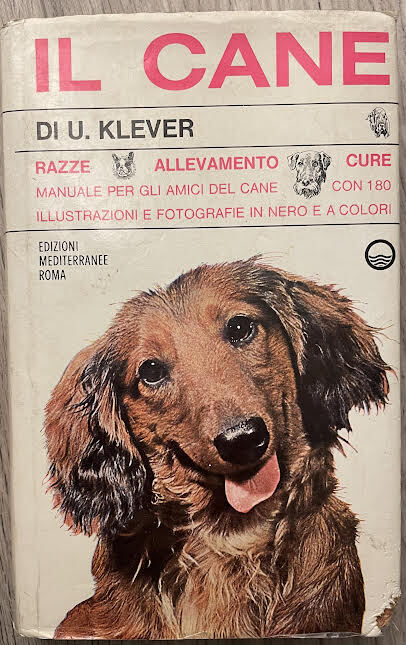 IL CANE
DI U. KLEVER
RAZZE ALLEVAMENTO CURE
MANUALE PER GLI AMICI DEL CANE CON 180
ILLUSTRAZIONI E FOTOGRAFIE IN NERO E A COLORI
EDIZIONI
MEDITERRANEE
ROMA